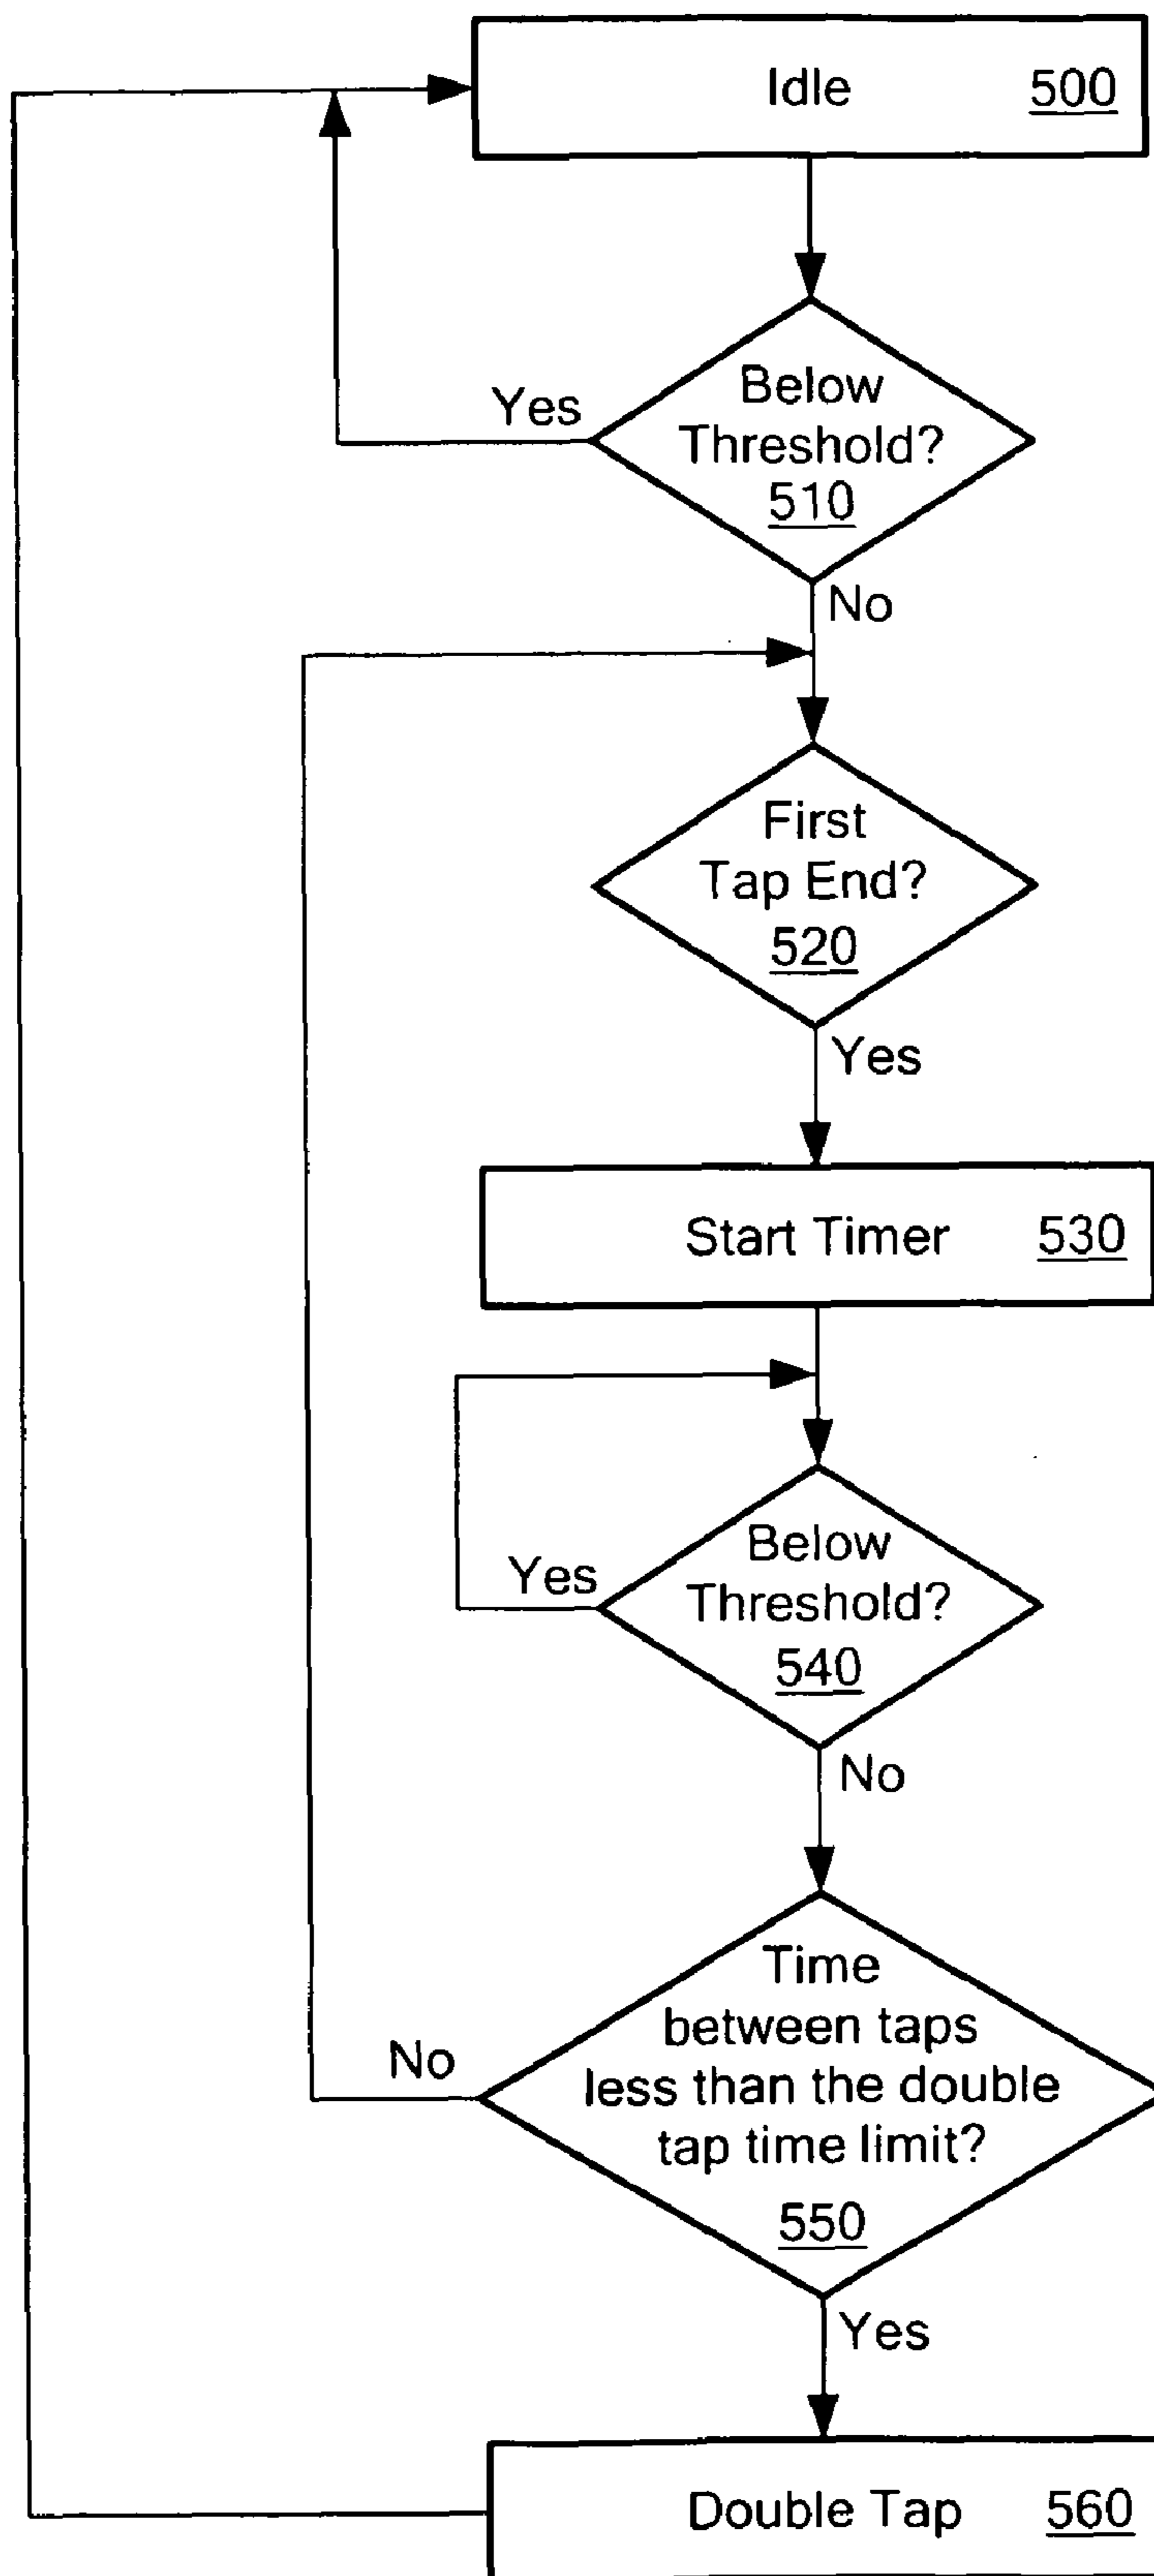 Idle 500
Below
Threshold?
510
Yes
No
First
Tap End?
520
Yes
Start Timer 530
Below
Threshold?
540
Yes
No
Time
between taps
less than the double
tap time limit?
550
No
Yes
Double Tap 560